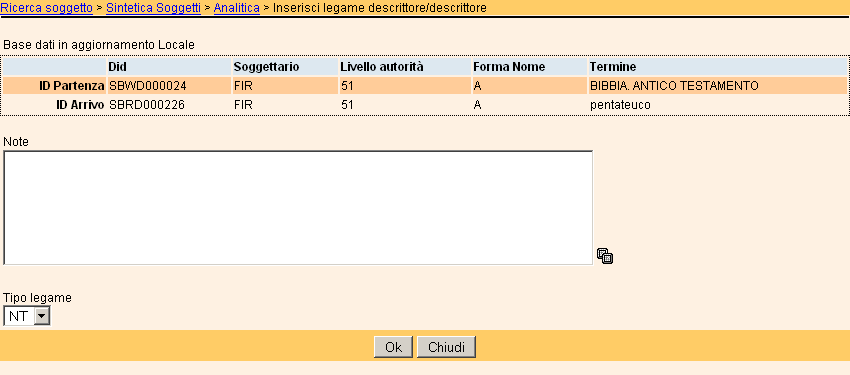 Ricerca soggetto > Sintetica Soggetti > Analitica > Inserisci legame descrittore/descrittore
Base dati in aggiornamento Locale
Did Soggettario Livello autorità Forma Nome Termine
ID Partenza SBWD000024 FIR 51 A BIBBIA. ANTICO TESTAMENTO
ID Arrivo SBRD000226 FIR 51 A pentateuco
Note
Tipo legame
NT
Ok Chiudi